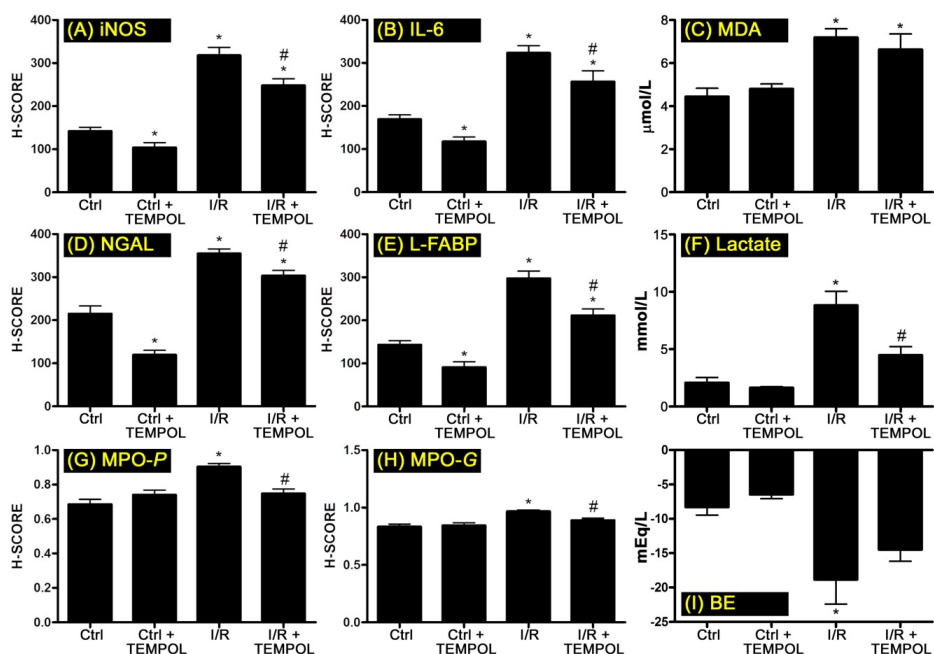 (A) iNOS
H-SCORE
400
300
200
100
0
Ctrl
Ctrl +
TEMPOL
I/R
I/R +
TEMPOL
*
*
#
*
(B) IL-6
H-SCORE
400
300
200
100
0
Ctrl
Ctrl +
TEMPOL
I/R
I/R +
TEMPOL
*
*
#
*
(C) MDA
μmol/L
8
6
4
2
0
Ctrl
Ctrl +
TEMPOL
I/R
I/R +
TEMPOL
*
*
(D) NGAL
H-SCORE
400
300
200
100
0
Ctrl
Ctrl +
TEMPOL
I/R
I/R +
TEMPOL
*
*
#
*
(E) L-FABP
H-SCORE
400
300
200
100
0
Ctrl
Ctrl +
TEMPOL
I/R
I/R +
TEMPOL
*
*
#
*
(F) Lactate
mmol/L
15
10
5
0
Ctrl
Ctrl +
TEMPOL
I/R
I/R +
TEMPOL
*
#
(G) MPO-P
H-SCORE
1.0
0.8
0.6
0.4
0.2
0.0
Ctrl
Ctrl +
TEMPOL
I/R
I/R +
TEMPOL
*
#
(H) MPO-G
H-SCORE
1.5
1.0
0.5
0.0
Ctrl
Ctrl +
TEMPOL
I/R
I/R +
TEMPOL
*
#
(I) BE
mEq/L
0
-5
-10
-15
-20
-25
Ctrl
Ctrl +
TEMPOL
I/R
I/R +
TEMPOL
*